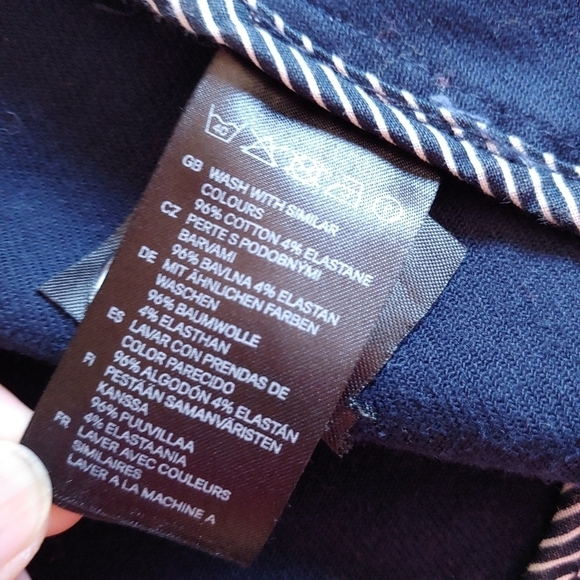 40
GB WASH WITH SIMILAR
COLOURS
96% COTTON 4% ELASTANE
CZ PERTE S PODOBNÝMI
BARVAMI
96% BAVLNA 4% ELASTAN
DE MIT ÄHNLICHEN FARBEN
WASCHEN
96% BAUMWOLLE
4% ELASTHAN
ES LAVAR CON PRENDAS DE
COLOR PARECIDO
96% ALGODÓN 4% ELASTÁN
FI PESTÄÄN SAMANVÄRISTEN
KANSSA
96% PUUVILLAA
4% ELASTAANIA
FR LAVER AVEC COULEURS
SIMILAIRES
LAVER A LA MACHINE A